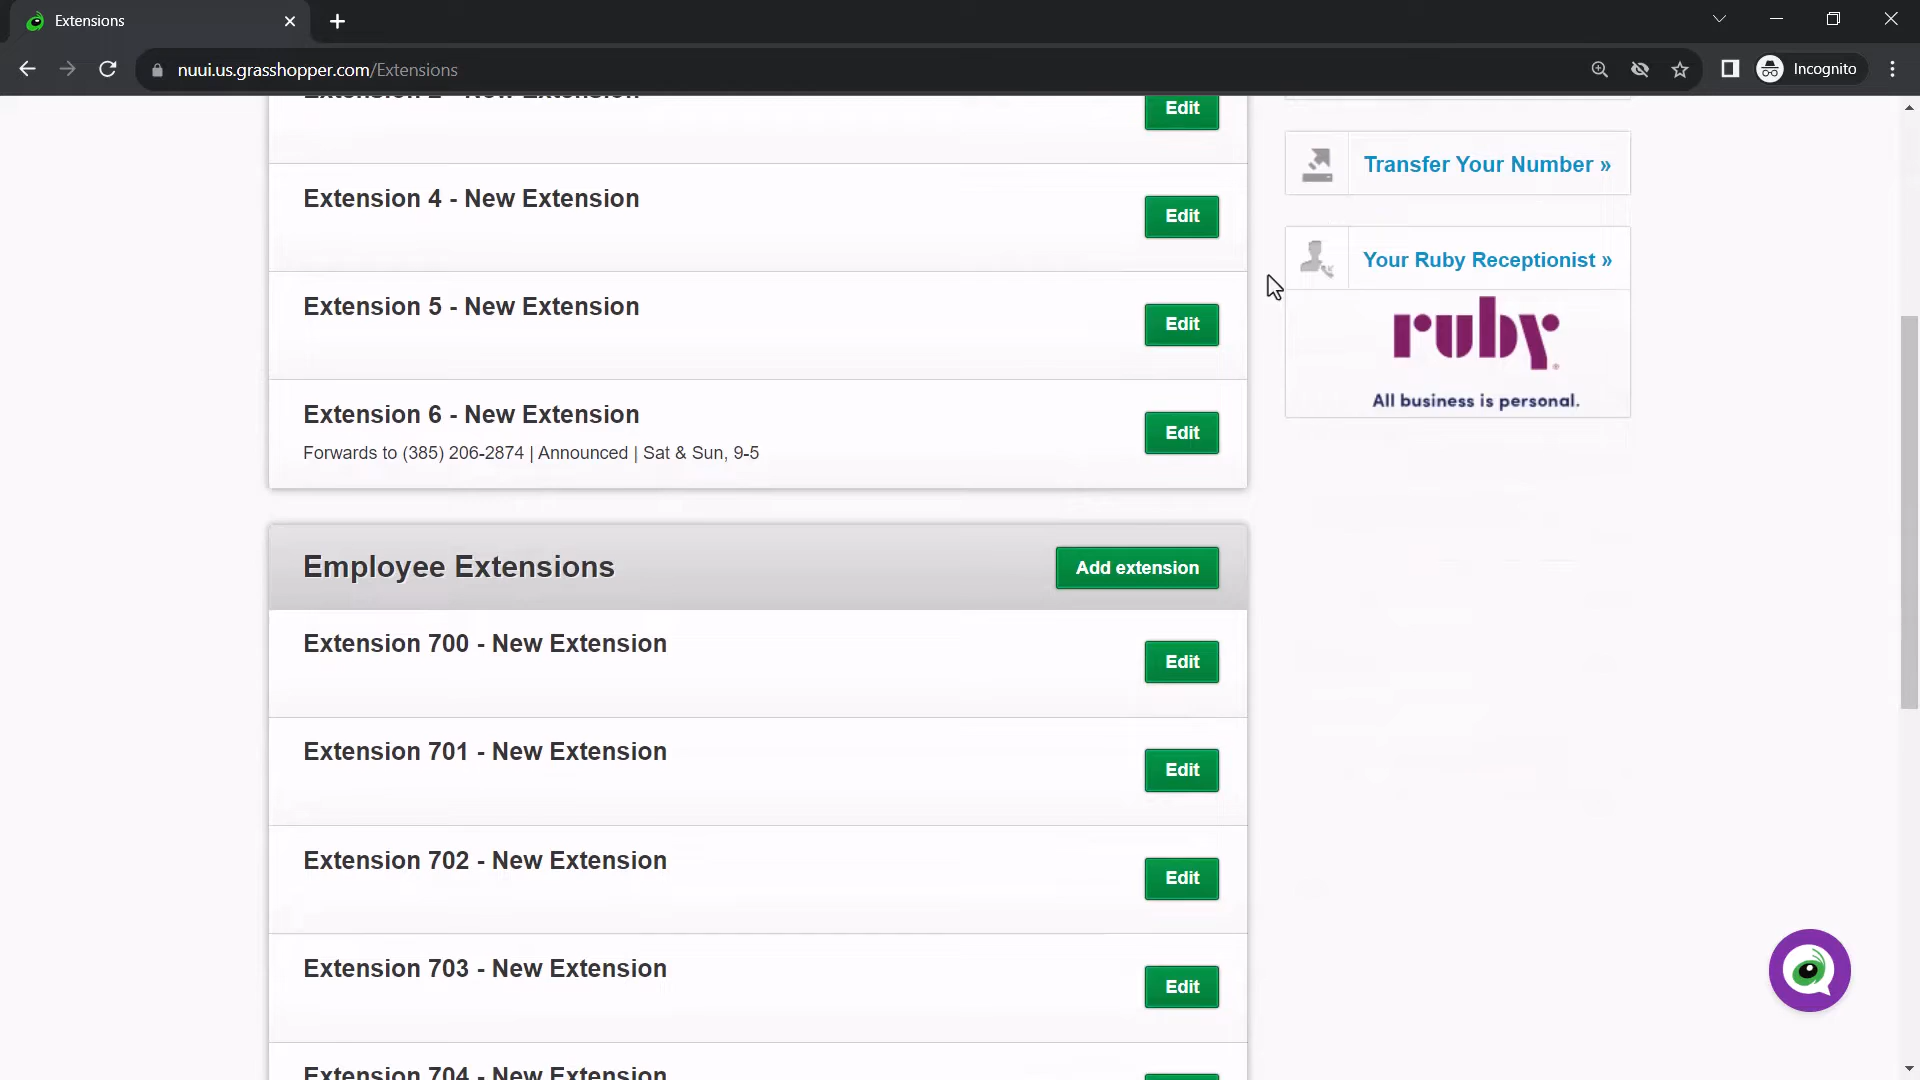 Extensions
nuui.us.grasshopper.com/Extensions
Incognito
Edit
Extension 4 - New Extension
Edit
Extension 5 - New Extension
Edit
Extension 6 - New Extension
Forwards to (385) 206-2874 | Announced | Sat & Sun, 9-5
Edit
Employee Extensions
Add extension
Extension 700 - New Extension
Edit
Extension 701 - New Extension
Edit
Extension 702 - New Extension
Edit
Extension 703 - New Extension
Edit
Extension 704 - New Extension
Transfer Your Number »
Your Ruby Receptionist »
ruby
All business is personal.